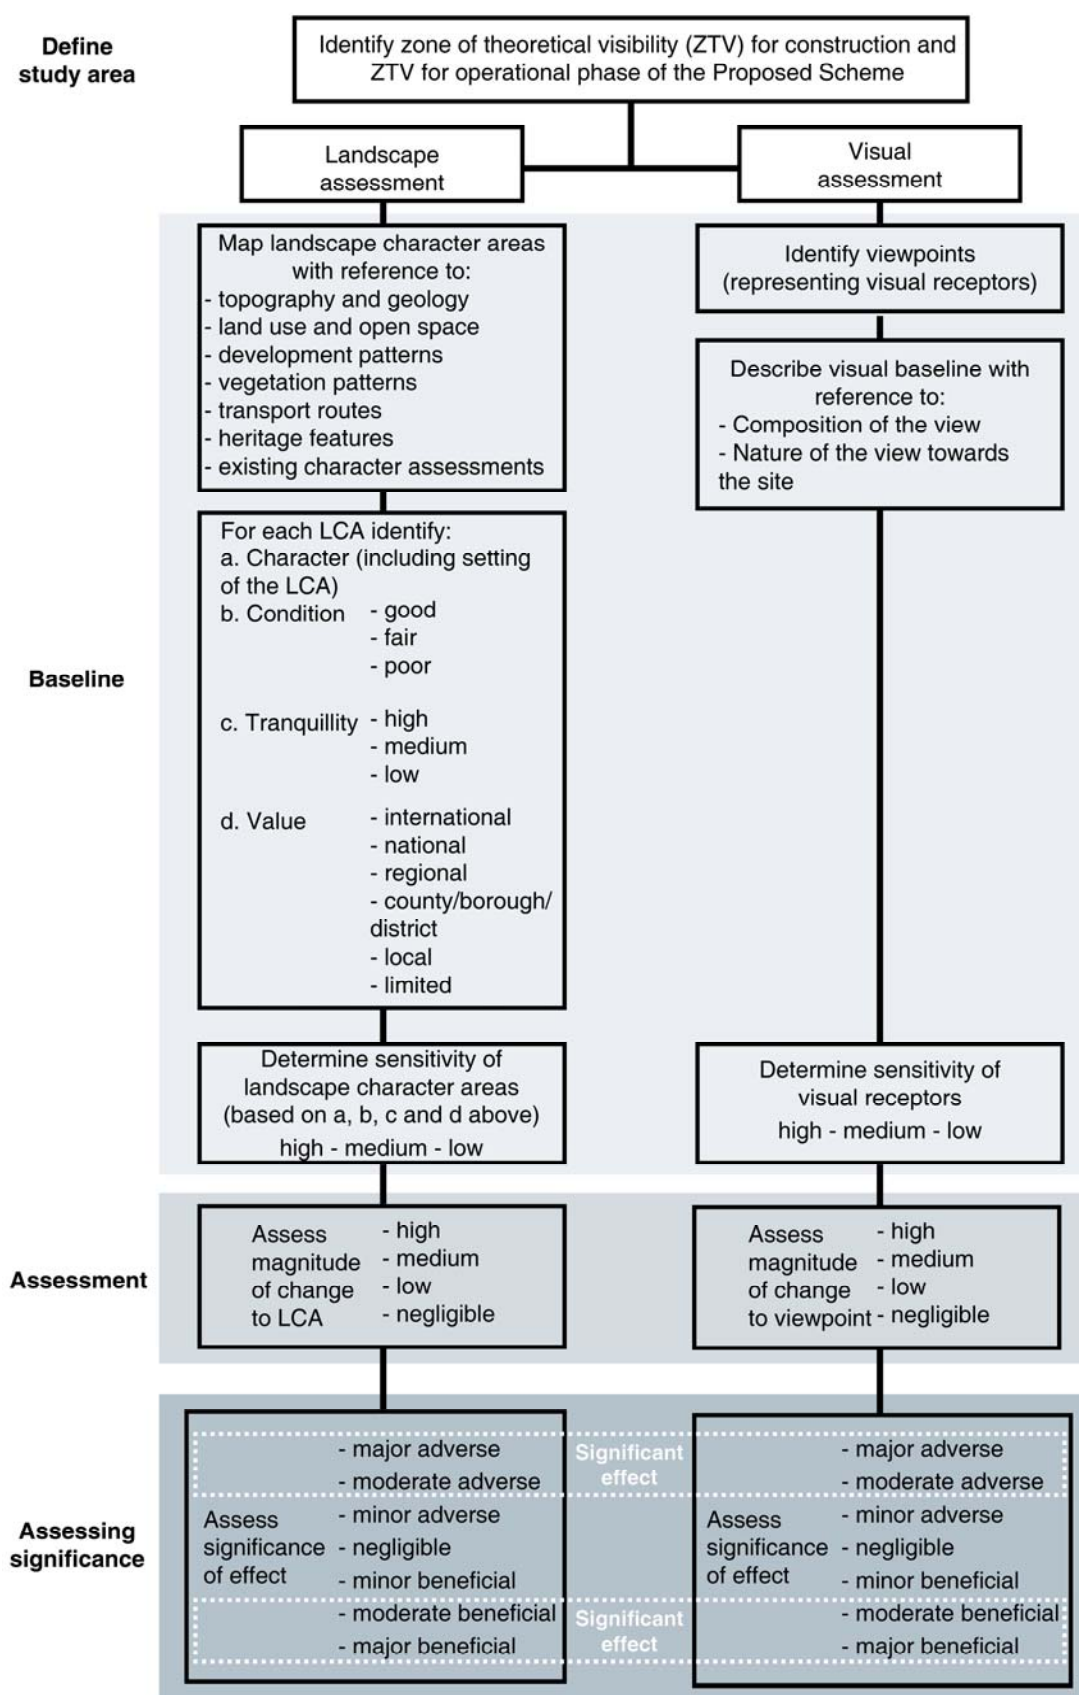 Define
study area
Identify zone of theoretical visibility (ZTV) for construction and
ZTV for operational phase of the Proposed Scheme
Landscape
assessment
Visual
assessment
Baseline
Map landscape character areas
with reference to:
- topography and geology
- land use and open space
- development patterns
- vegetation patterns
- transport routes
- heritage features
- existing character assessments
For each LCA identify:
a. Character (including setting
of the LCA)
b. Condition
- good
- fair
- poor
c. Tranquillity
- high
- medium
- low
d. Value
- international
- national
- regional
- county/borough/
district
- local
- limited
Determine sensitivity of
landscape character areas
(based on a, b, c and d above)
high - medium - low
Identify viewpoints
(representing visual receptors)
Describe visual baseline with
reference to:
- Composition of the view
- Nature of the view towards
the site
Determine sensitivity of
visual receptors
high - medium - low
Assessment
Assess
magnitude
of change
to LCA
- high
- medium
- low
- negligible
Assess
magnitude
of change
to viewpoint
- high
- medium
- low
- negligible
Assessing
significance
Assess
significance
of effect
- major adverse
- moderate adverse
- minor adverse
- negligible
- minor beneficial
- moderate beneficial
- major beneficial
Significant
effect
Significant
effect
Assess
significance
of effect
- major adverse
- moderate adverse
- minor adverse
- negligible
- minor beneficial
- moderate beneficial
- major beneficial